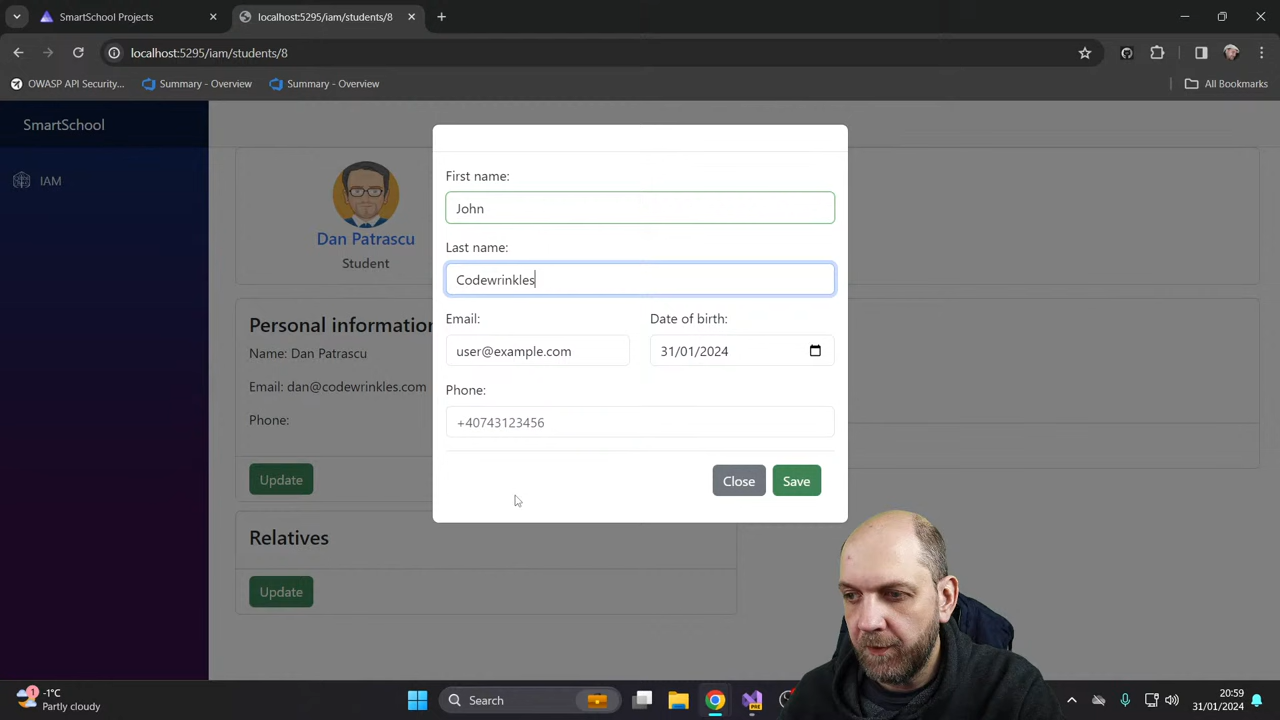 SmartSchool Projects
localhost:5295/iam/students/8
localhost:5295/iam/students/8
OWASP API Security...
Summary - Overview
Summary - Overview
All Bookmarks
SmartSchool
IAM
Dan Patrascu
Student
Personal information
Name: Dan Patrascu
Email: dan@codewrinkles.com
Phone:
Update
Relatives
Update
First name:
John
Last name:
Codewrinkles
Email:
Date of birth:
user@example.com
31/01/2024
Phone:
+40743123456
Close
Save
1
-1°C
Partly cloudy
Search
PRE
20:59
31/01/2024